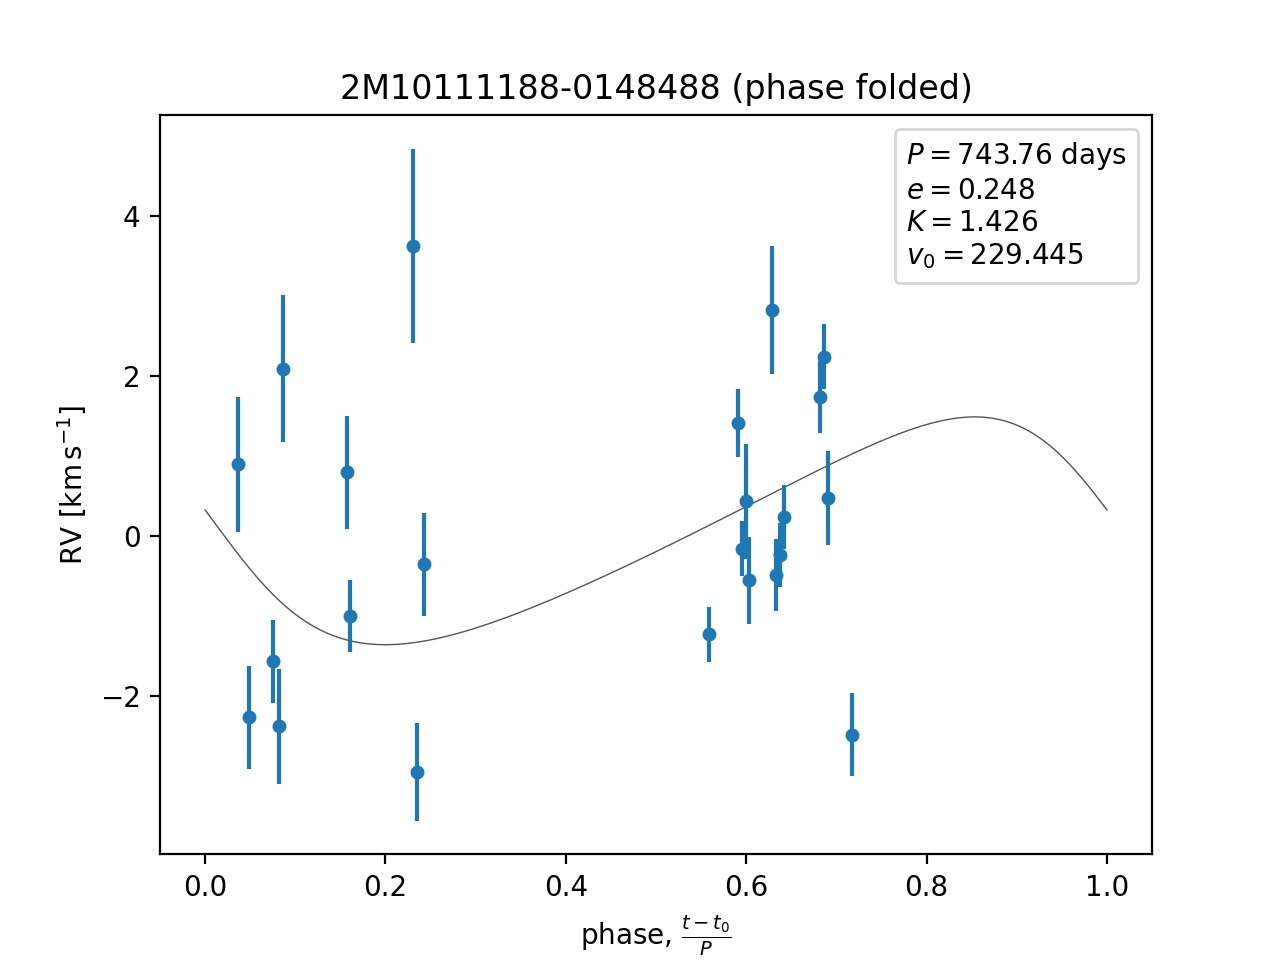 2M10111188-0148488 (phase folded)
P = 743.76 days
e = 0.248
K = 1.426
v₀ = 229.445
RV [km s⁻¹]
4
2
0
−2
0.0 0.2 0.4 0.6 0.8 1.0
phase, (t − t₀)/P